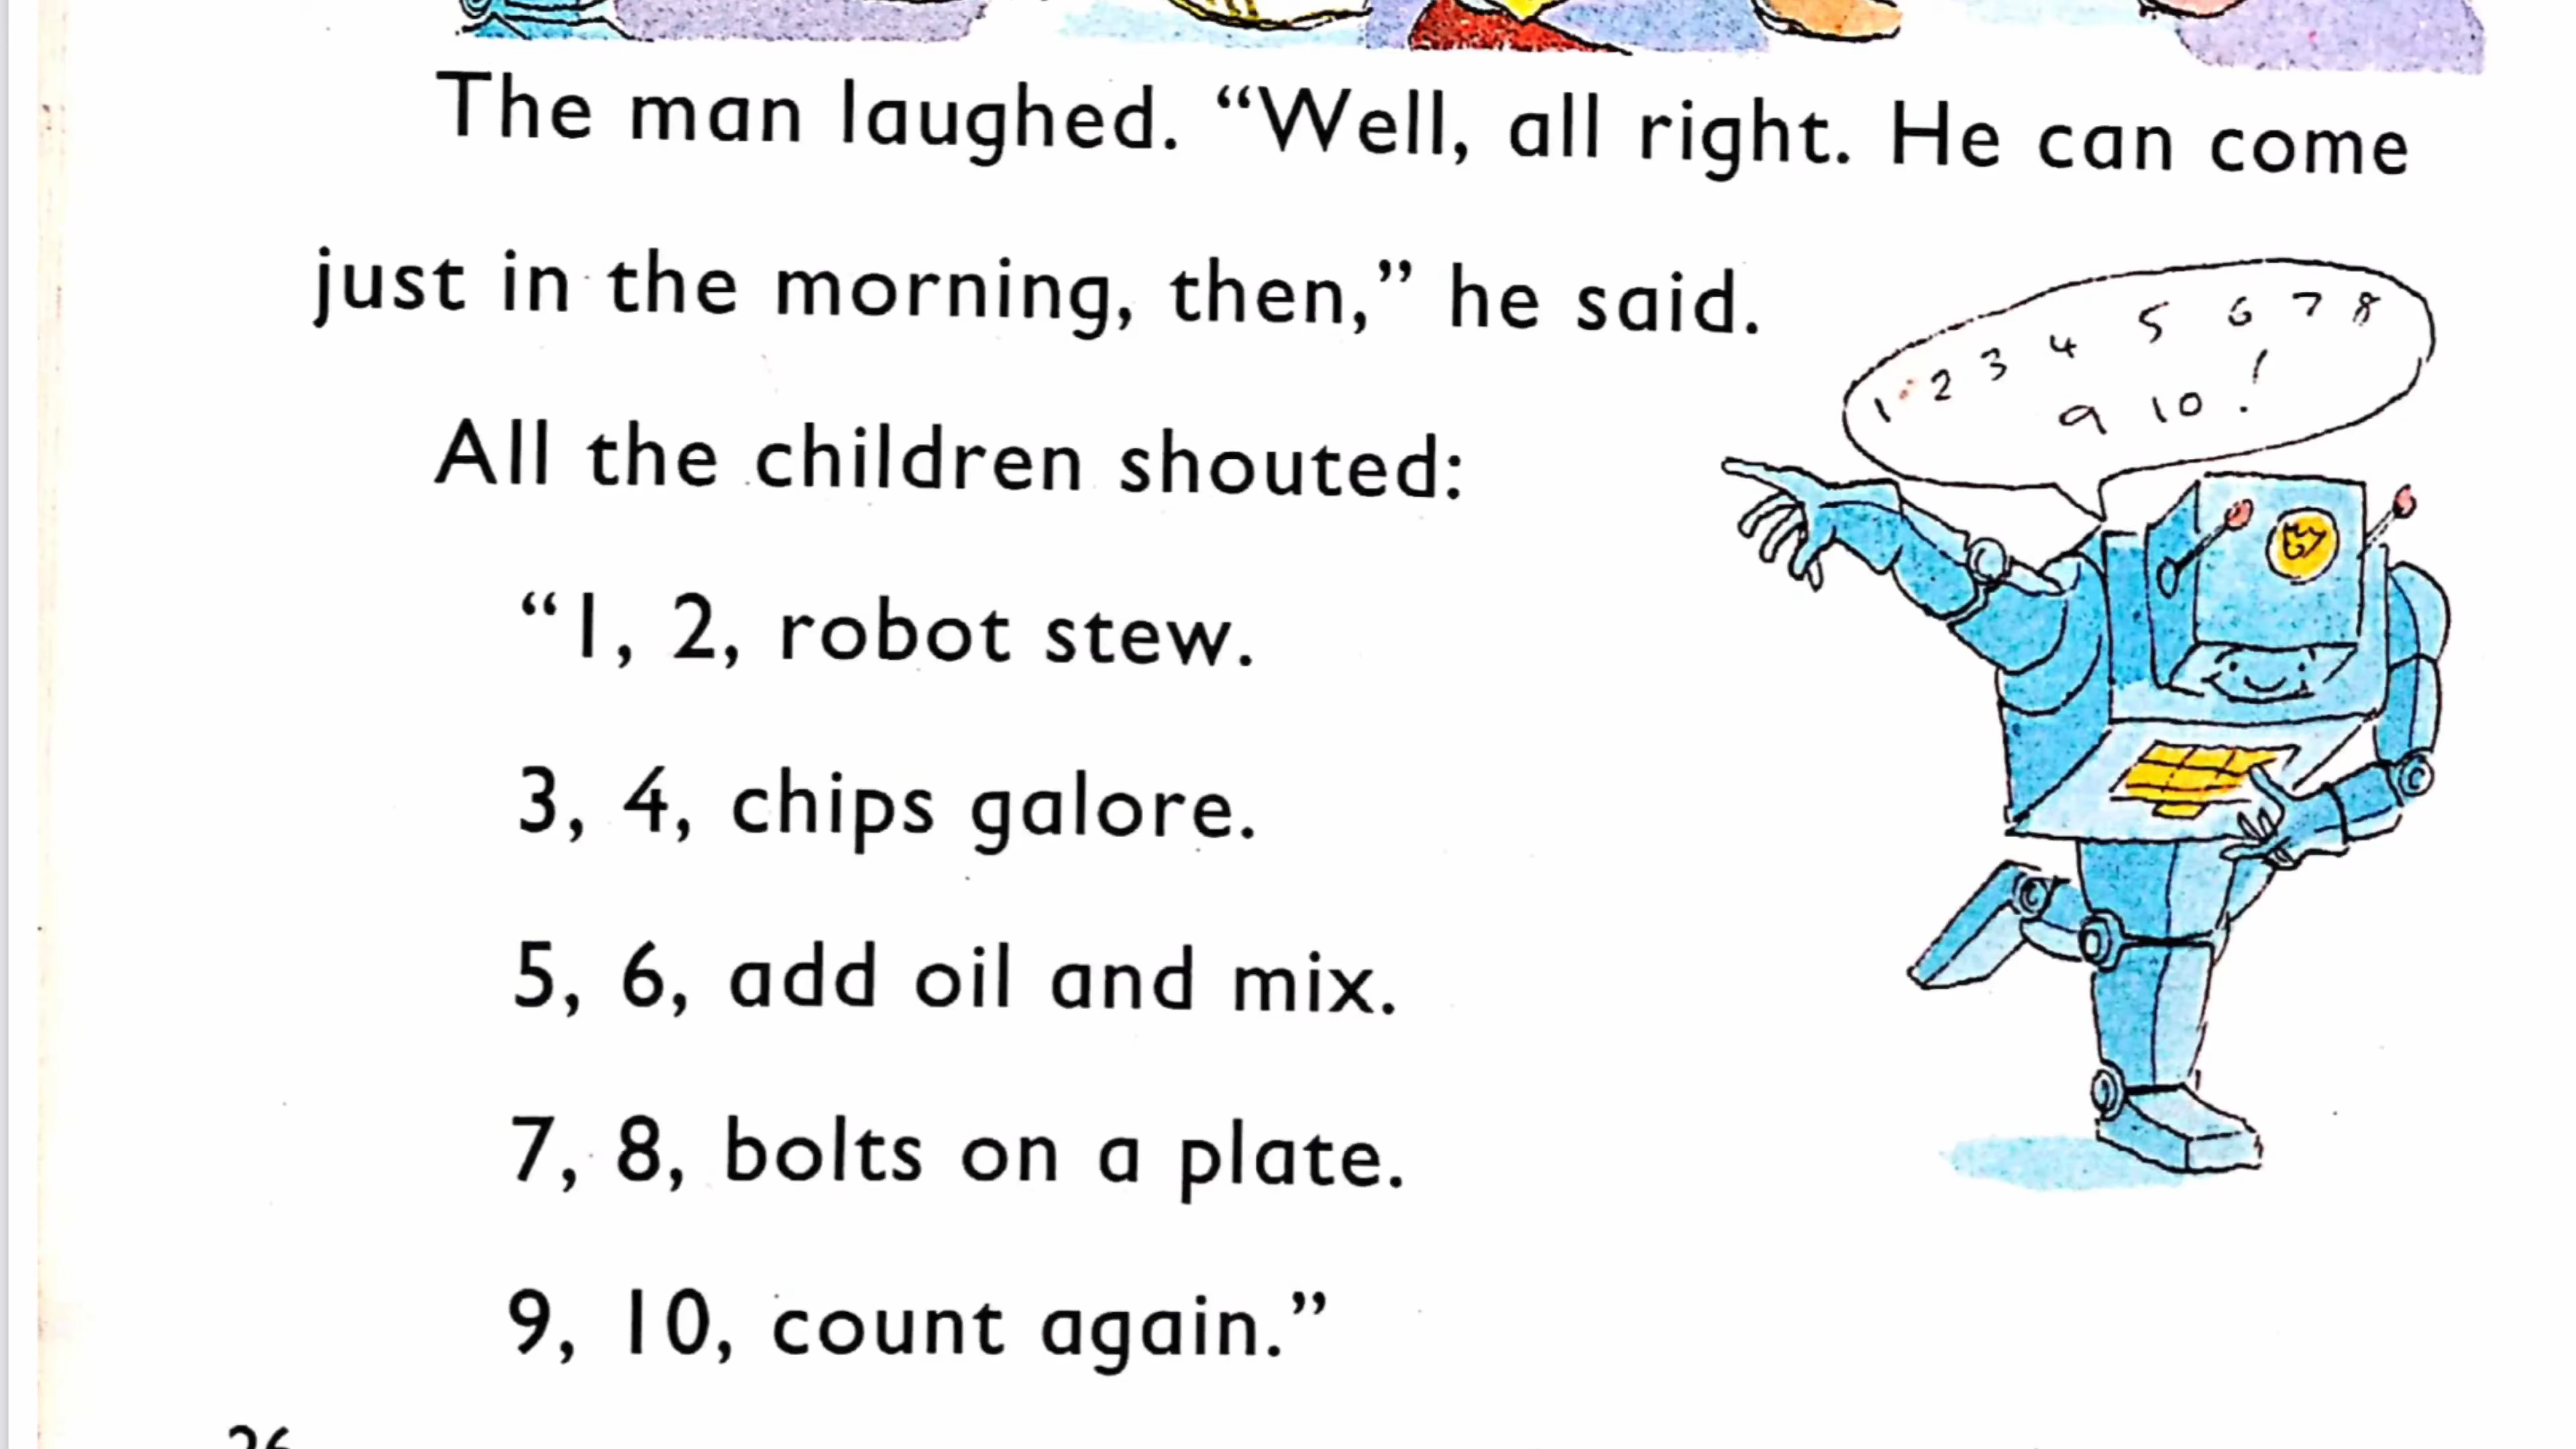 The man laughed. “Well, all right. He can come
just in the morning, then,” he said.
1 2 3 4 5 6 7 8
9 10 !
All the children shouted:
“1, 2, robot stew.
3, 4, chips galore.
5, 6, add oil and mix.
7, 8, bolts on a plate.
9, 10, count again.”
26